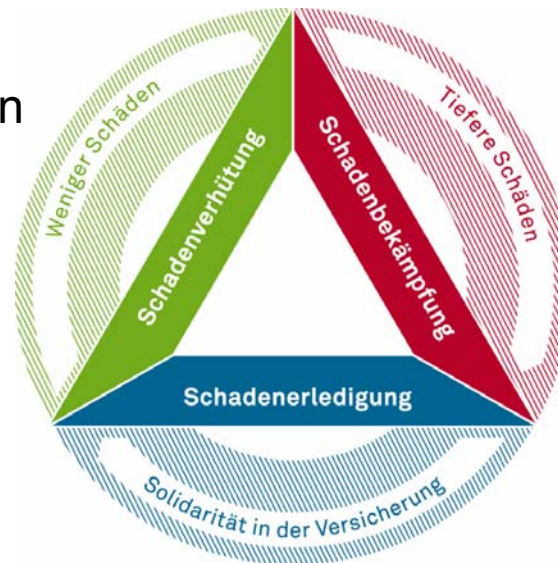 n
Weniger Schäden
Schadenverhütung
Tiefere Schäden
Schadenbekämpfung
Schadenerledigung
Solidarität in der Versicherung